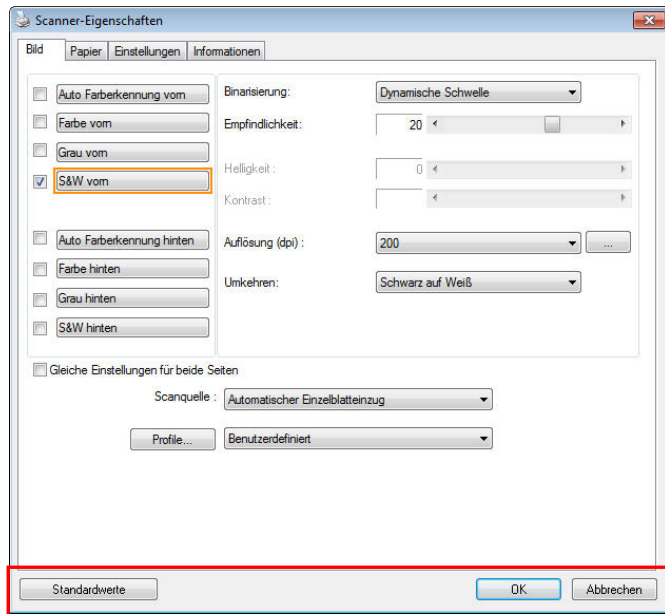 Scanner-Eigenschaften
Bild Papier Einstellungen Informationen
Auto Farberkennung vorn
Farbe vorn
Grau vorn
S&W vorn
Auto Farberkennung hinten
Farbe hinten
Grau hinten
S&W hinten
Binarisierung: Dynamische Schwelle
Empfindlichkeit: 20
Helligkeit : 0
Kontrast :
Auflösung (dpi) : 200 ...
Umkehren: Schwarz auf Weiß
Gleiche Einstellungen für beide Seiten
Scanquelle : Automatischer Einzelblatteinzug
Profile... Benutzerdefiniert
Standardwerte OK Abbrechen